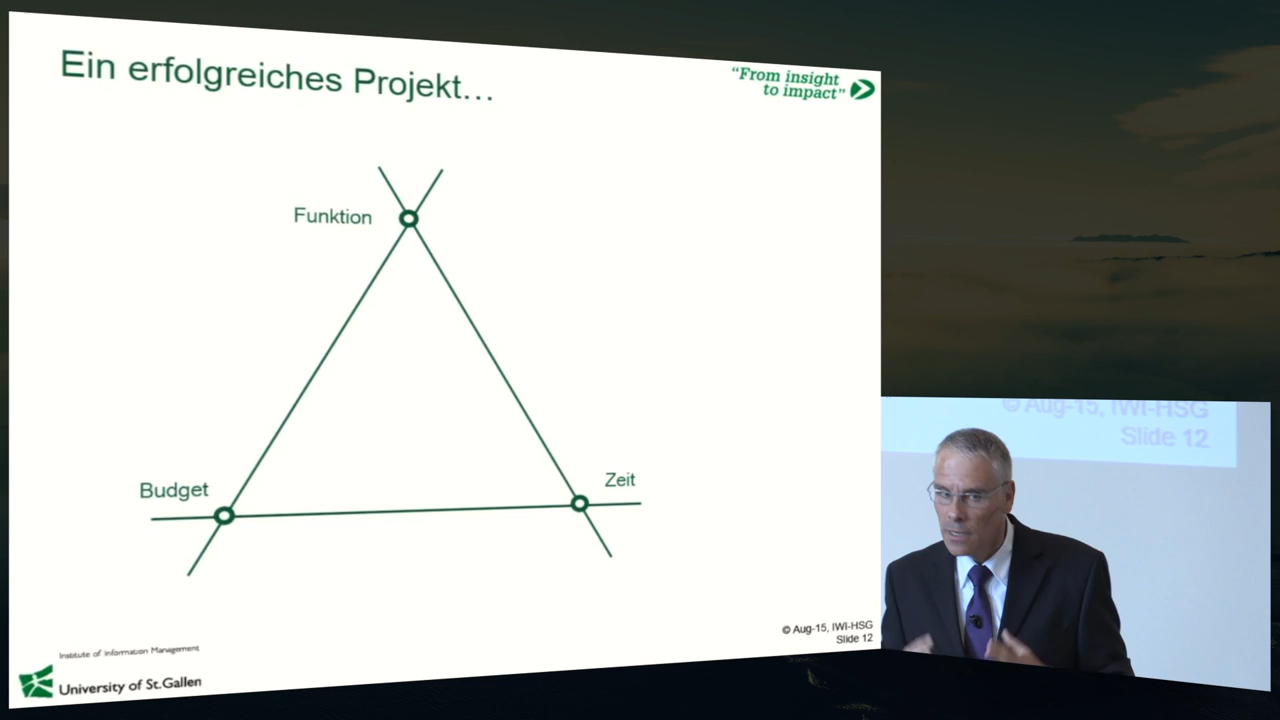 Ein erfolgreiches Projekt...
"From insight
to impact"
Funktion
Budget
Zeit
© Aug-15, IWI-HSG
Slide 12
Institute of Information Management
University of St.Gallen
© Aug-15, IWI-HSG
Slide 12